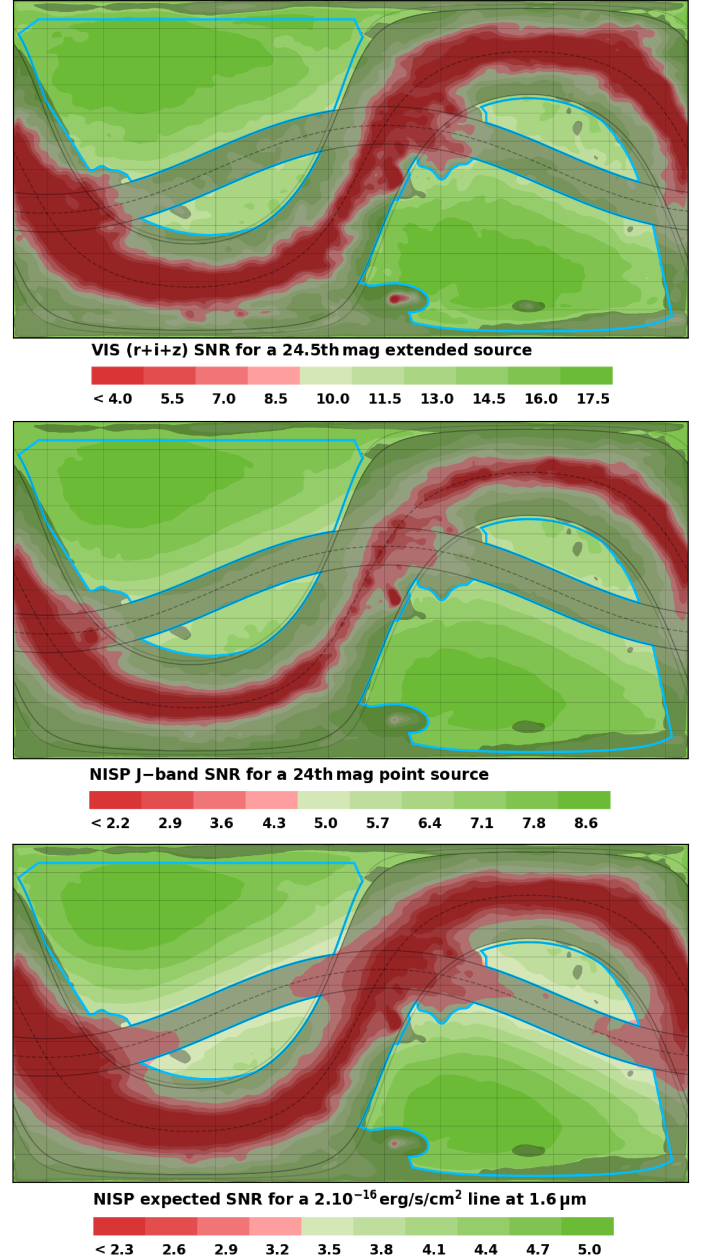 VIS (r+i+z) SNR for a 24.5th mag extended source
< 4.0 5.5 7.0 8.5 10.0 11.5 13.0 14.5 16.0 17.5
NISP J−band SNR for a 24th mag point source
< 2.2 2.9 3.6 4.3 5.0 5.7 6.4 7.1 7.8 8.6
NISP expected SNR for a 2.10⁻¹⁶ erg/s/cm² line at 1.6 µm
< 2.3 2.6 2.9 3.2 3.5 3.8 4.1 4.4 4.7 5.0